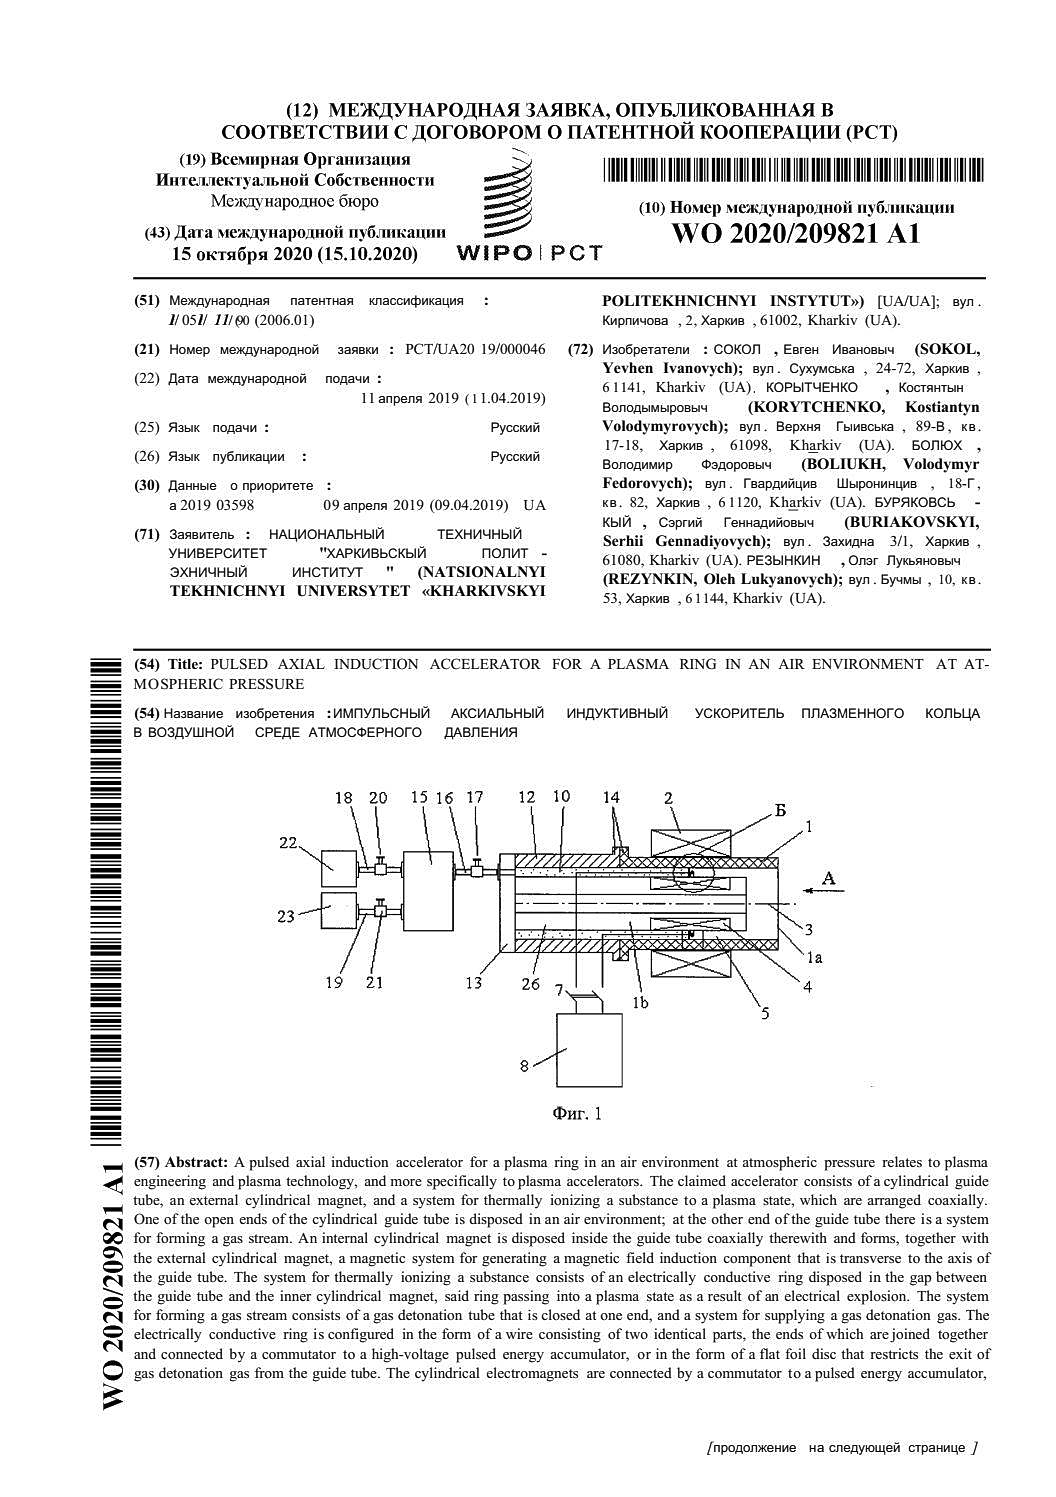 (12) МЕЖДУНАРОДНАЯ ЗАЯВКА, ОПУБЛИКОВАННАЯ В
СООТВЕТСТВИИ С ДОГОВОРОМ О ПАТЕНТНОЙ КООПЕРАЦИИ (РСТ)
(19) Всемирная Организация
Интеллектуальной Собственности
Международное бюро
(43) Дата международной публикации
15 октября 2020 (15.10.2020)
WIPO | PCT
(10) Номер международной публикации
WO 2020/209821 A1
(51) Международная патентная классификация :
(2006.01)
(21) Номер международной заявки : PCT/UA20 19/000046
(22) Дата международной подачи :
11 апреля 2019 (11.04.2019)
(25) Язык подачи : Русский
(26) Язык публикации : Русский
(30) Данные о приоритете :
a 2019 03598 09 апреля 2019 (09.04.2019) UA
(71) Заявитель : НАЦИОНАЛЬНЫЙ ТЕХНИЧНЫЙ
УНИВЕРСИТЕТ "ХАРКИВЬСКЫЙ ПОЛИТ -
ЭХНИЧНЫЙ ИНСТИТУТ " (NATSIONALNYI
TEKHNICHNYI UNIVERSYTET «KHARKIVSKYI
POLITEKHNICHNYI INSTYTUT») [UA/UA]; вул .
Кирпичова , 2, Харкив , 61002, Kharkiv (UA).
(72) Изобретатели : СОКОЛ , Евген Ивановыч (SOKOL,
Yevhen Ivanovych); вул . Сухумська , 24-72, Харкив ,
61141, Kharkiv (UA). КОРЫТЧЕНКО , Костянтын
Володымыровыч (KORYTCHENKO, Kostiantyn
Volodymyrovych); вул . Верхня Гыивська , 89-В , кв.
17-18, Харкив , 61098, Kharkiv (UA). БОЛЮХ ,
Володимир Фэдоровыч (BOLIUKH, Volodymyr
Fedorovych); вул . Гвардийцив Шыронинцив , 18-Г,
кв. 82, Харкив , 61120, Kharkiv (UA). БУРЯКОВСЬ -
КЫЙ , Сэргий Геннадийовыч (BURIAKOVSKYI,
Serhii Gennadiyovych); вул . Захидна 3/1, Харкив ,
61080, Kharkiv (UA). РЕЗЫНКИН , Олэг Лукьяновыч
(REZYNKIN, Oleh Lukyanovych); вул . Бучмы , 10, кв.
53, Харкив , 61144, Kharkiv (UA).
(54) Title: PULSED AXIAL INDUCTION ACCELERATOR FOR A PLASMA RING IN AN AIR ENVIRONMENT AT AT-
MOSPHERIC PRESSURE
(54) Название изобретения : ИМПУЛЬСНЫЙ АКСИАЛЬНЫЙ ИНДУКТИВНЫЙ УСКОРИТЕЛЬ ПЛАЗМЕННОГО КОЛЬЦА
В ВОЗДУШНОЙ СРЕДЕ АТМОСФЕРНОГО ДАВЛЕНИЯ
18 20 15 16 17 12 10 14 2 Б 1
22
A
23
3
1a
19 21 13 26 7 1b 4
5
8
Фиг. 1
(57) Abstract: A pulsed axial induction accelerator for a plasma ring in an air environment at atmospheric pressure relates to plasma
engineering and plasma technology, and more specifically to plasma accelerators. The claimed accelerator consists of a cylindrical guide
tube, an external cylindrical magnet, and a system for thermally ionizing a substance to a plasma state, which are arranged coaxially.
One of the open ends of the cylindrical guide tube is disposed in an air environment; at the other end of the guide tube there is a system
for forming a gas stream. An internal cylindrical magnet is disposed inside the guide tube coaxially therewith and forms, together with
the external cylindrical magnet, a magnetic system for generating a magnetic field induction component that is transverse to the axis of
the guide tube. The system for thermally ionizing a substance consists of an electrically conductive ring disposed in the gap between
the guide tube and the inner cylindrical magnet, said ring passing into a plasma state as a result of an electrical explosion. The system
for forming a gas stream consists of a gas detonation tube that is closed at one end, and a system for supplying a gas detonation gas. The
electrically conductive ring is configured in the form of a wire consisting of two identical parts, the ends of which are joined together
and connected by a commutator to a high-voltage pulsed energy accumulator, or in the form of a flat foil disc that restricts the exit of
gas detonation gas from the guide tube. The cylindrical electromagnets are connected by a commutator to a pulsed energy accumulator,
WO 2020/209821 A1
[продолжение на следующей странице ]